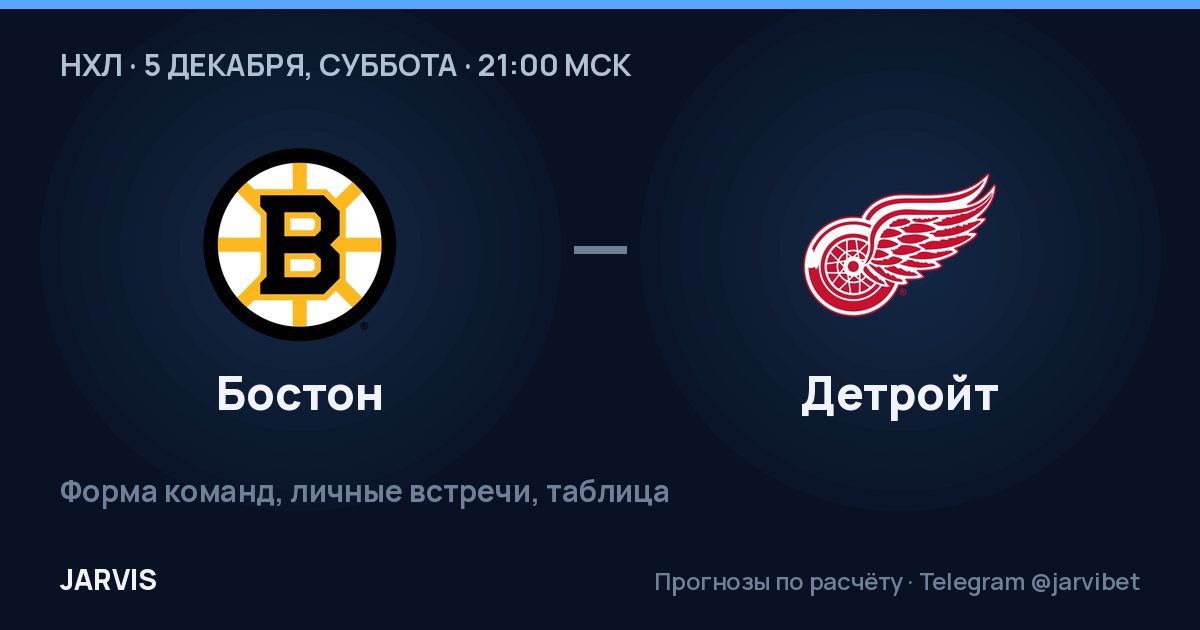 НХЛ · 5 ДЕКАБРЯ, СУББОТА · 21:00 МСК
B
—
Бостон
Детройт
Форма команд, личные встречи, таблица
JARVIS
Прогнозы по расчёту · Telegram @jarvibet